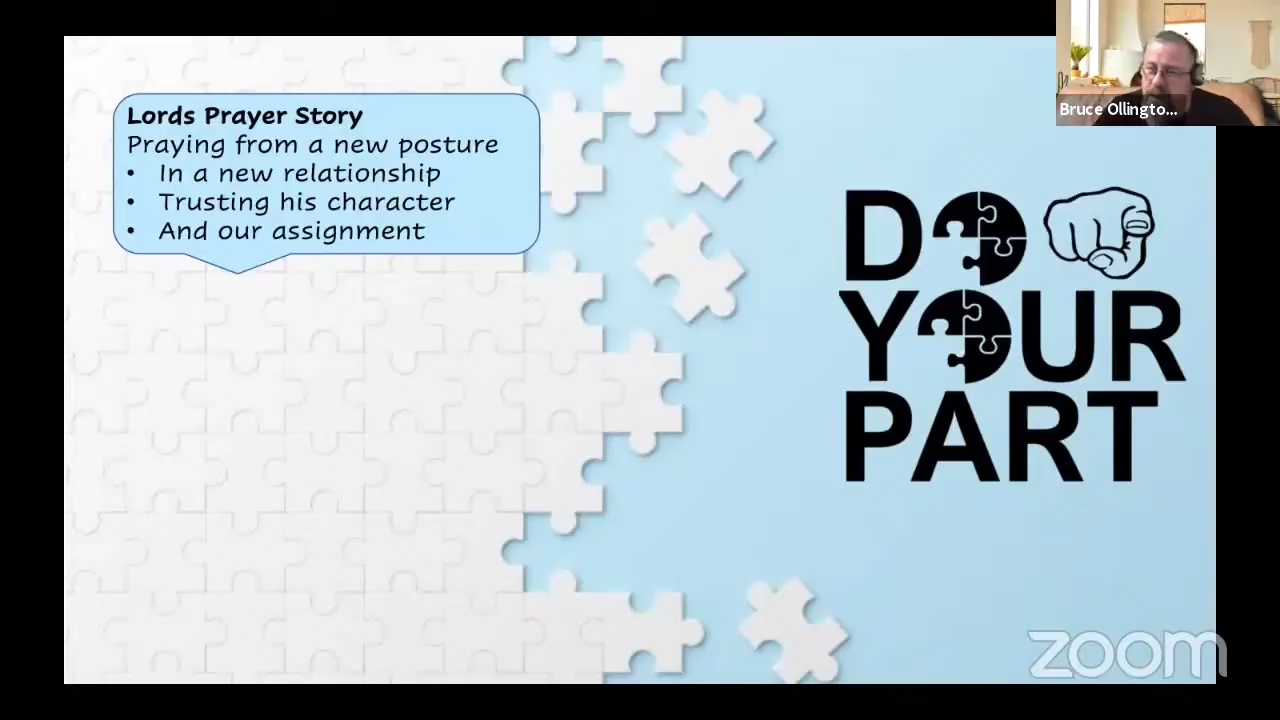 Lords Prayer Story
Praying from a new posture
• In a new relationship
• Trusting his character
• And our assignment
DO
YOUR
PART
Bruce Ollingto...
zoom